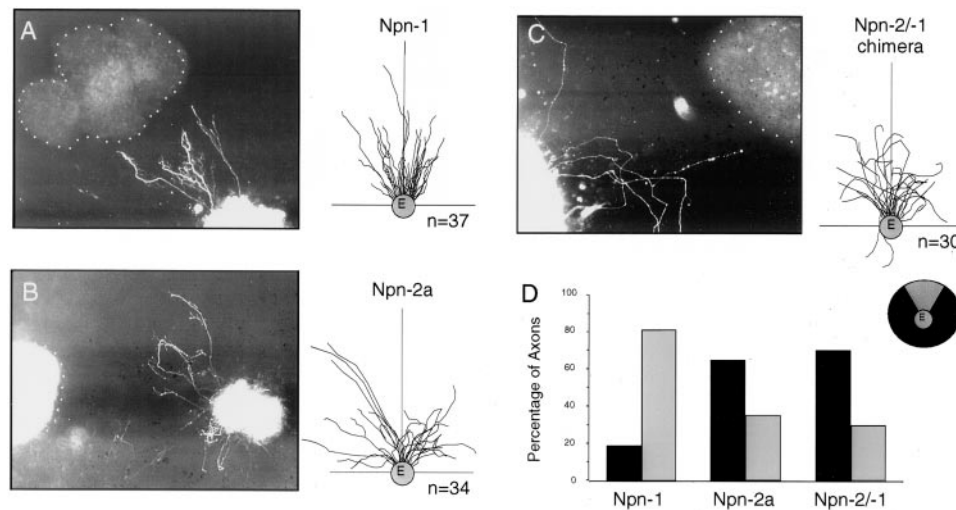 A
Npn-1
E
n=37
B
Npn-2a
E
n=34
C
Npn-2/-1
chimera
E
n=30
D
E
Percentage of Axons
100
80
60
40
20
0
Npn-1
Npn-2a
Npn-2/-1